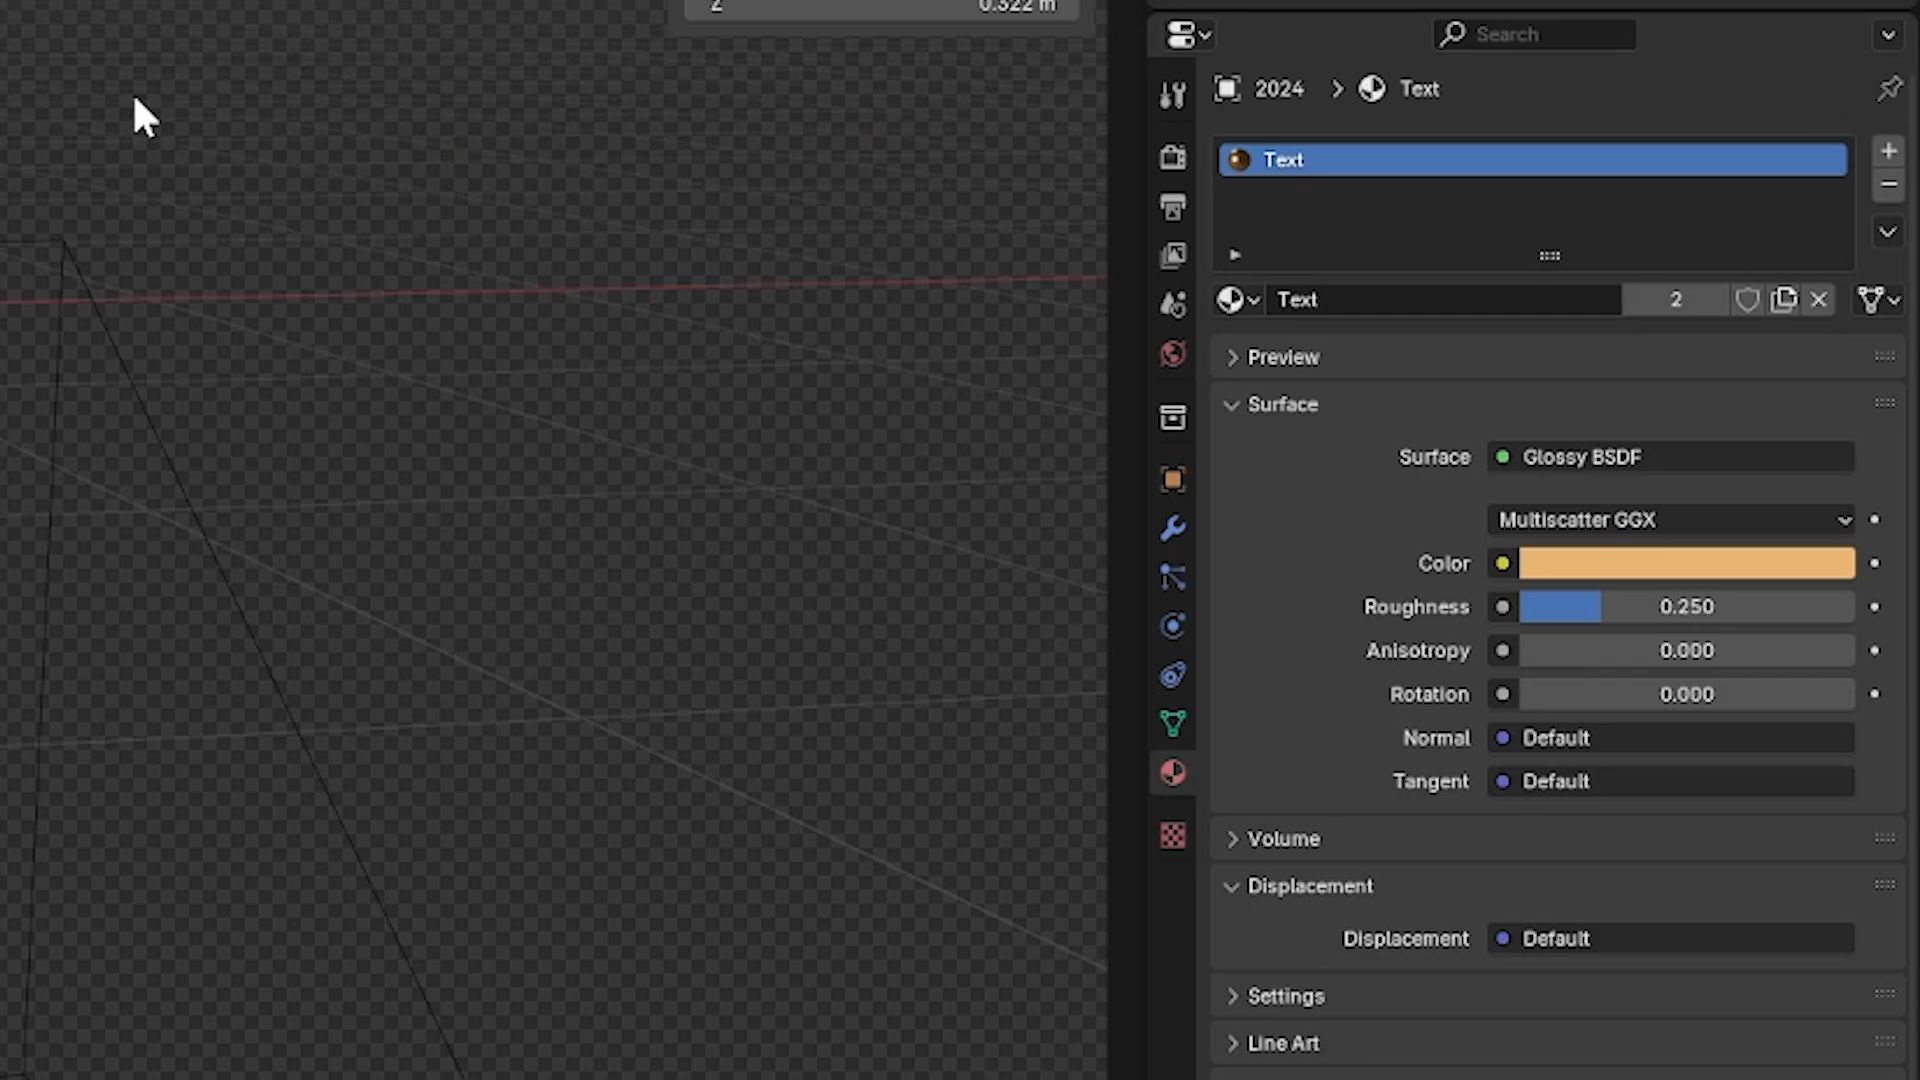 Z 0.322 m
Search
2024 > Text
Text
Text 2
Preview
Surface
Surface Glossy BSDF
Multiscatter GGX
Color
Roughness 0.250
Anisotropy 0.000
Rotation 0.000
Normal Default
Tangent Default
Volume
Displacement
Displacement Default
Settings
Line Art